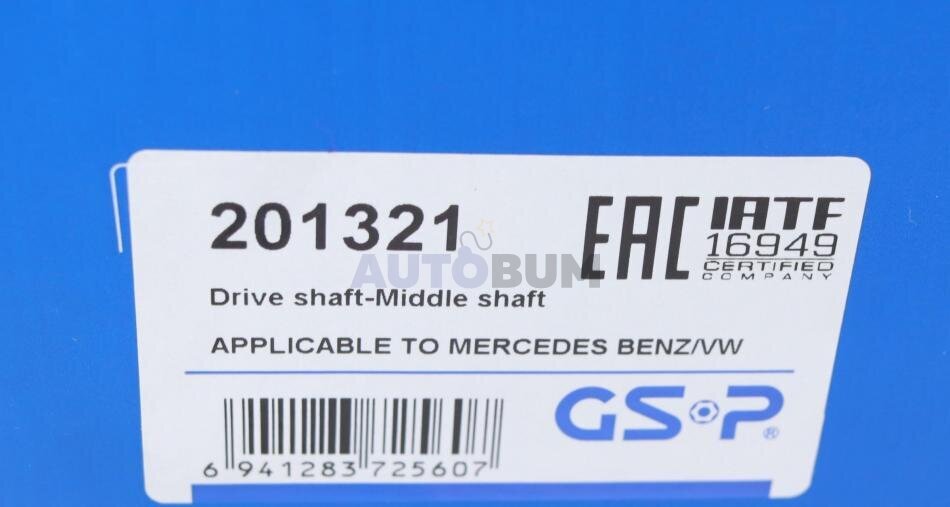 201321
EAC
IATF
16949
CERTIFIED
COMPANY
AUTOBUM
Drive shaft-Middle shaft
APPLICABLE TO MERCEDES BENZ/VW
GSP®
6 941283 725607